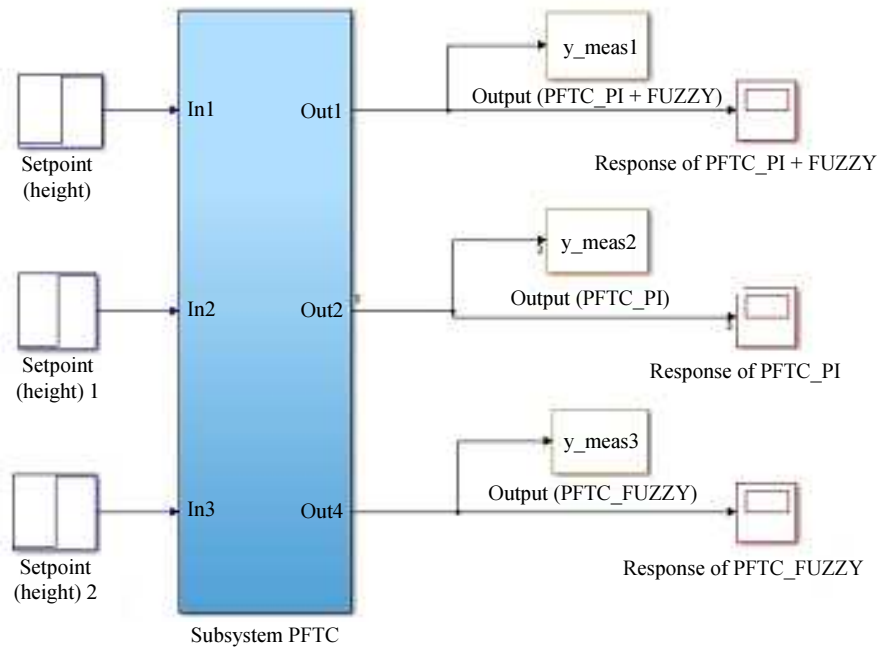 y_meas1
Output (PFTC_PI + FUZZY)
In1
Out1
Setpoint
(height)
Response of PFTC_PI + FUZZY
y_meas2
Output (PFTC_PI)
In2
Out2
Setpoint
(height) 1
Response of PFTC_PI
y_meas3
Output (PFTC_FUZZY)
In3
Out4
Setpoint
(height) 2
Response of PFTC_FUZZY
Subsystem PFTC